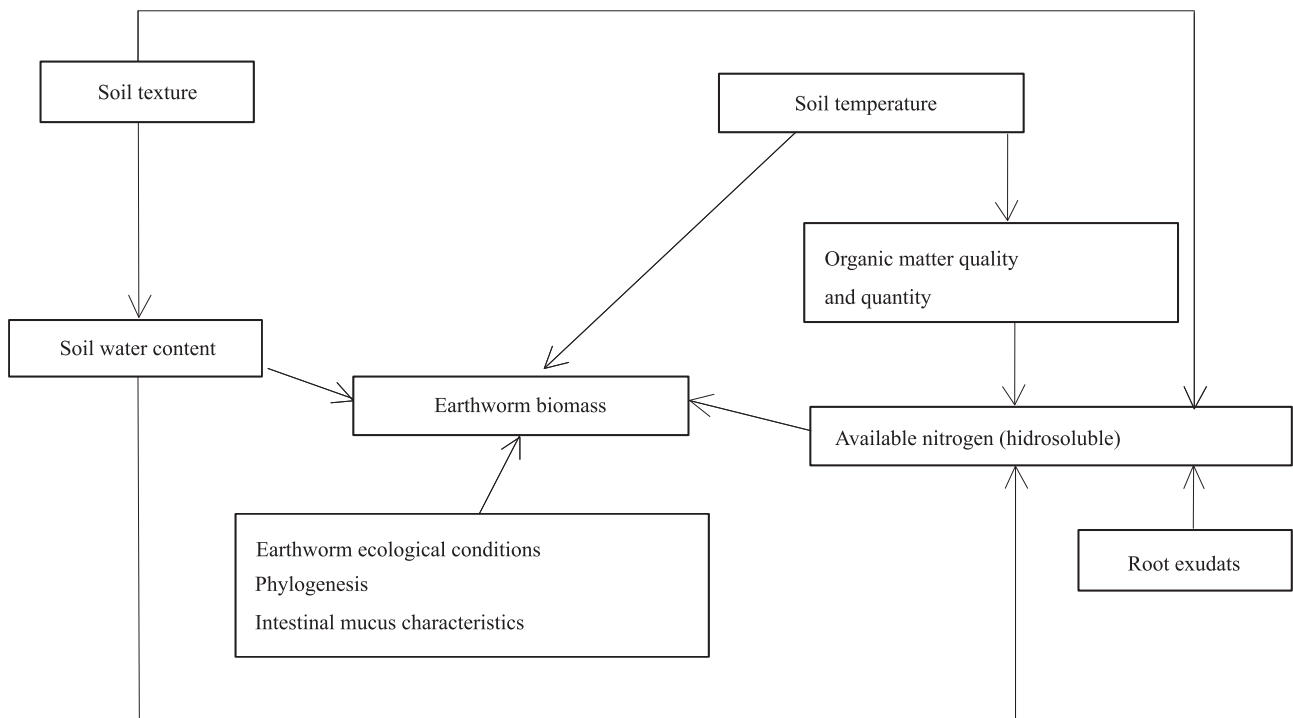 Soil texture
Soil temperature
Organic matter quality
and quantity
Soil water content
Earthworm biomass
Available nitrogen (hidrosoluble)
Earthworm ecological conditions
Phylogenesis
Intestinal mucus characteristics
Root exudats